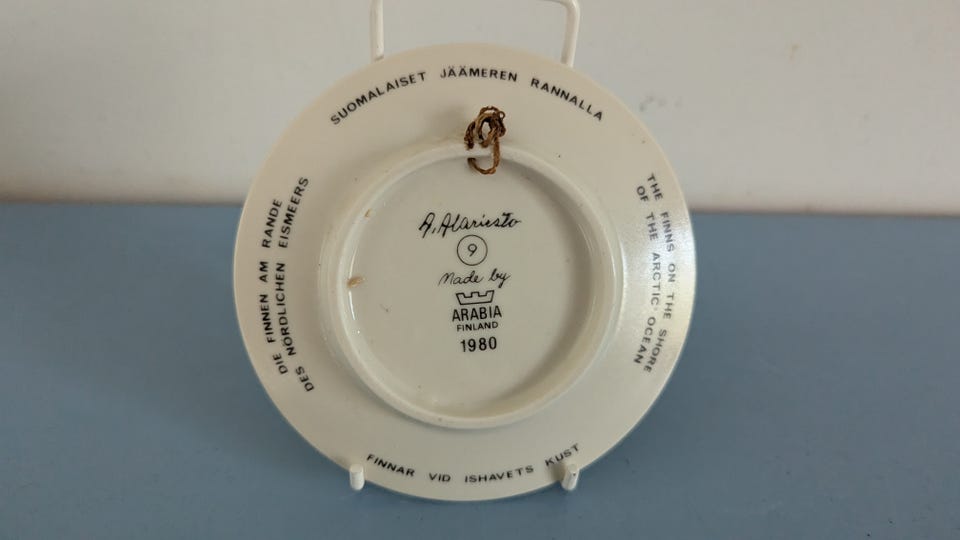 SUOMALAISET JÄÄMEREN RANNALLA
THE FINNS ON THE SHORE
OF THE ARCTIC OCEAN
FINNAR VID ISHAVETS KUST
DIE FINNEN AM RANDE
DES NÖRDLICHEN EISMEERS
A. Alariesto
9
Made by
ARABIA
FINLAND
1980